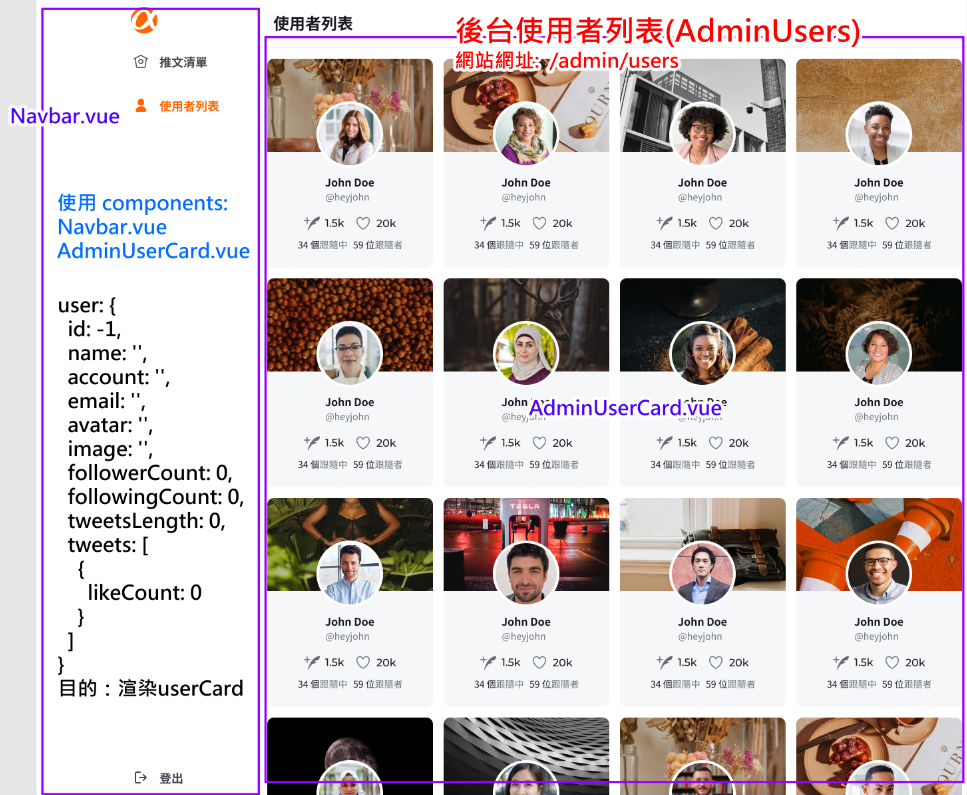 使用者列表
後台使用者列表(AdminUsers)
網站網址: /admin/users
推文清單
使用者列表
Navbar.vue
使用 components:
Navbar.vue
AdminUserCard.vue
user: {
id: -1,
name: '',
account: '',
email: '',
avatar: '',
image: '',
followerCount: 0,
followingCount: 0,
tweetsLength: 0,
tweets: [
{
likeCount: 0
}
]
}
目的：渲染userCard
登出
John Doe John Doe John Doe John Doe
@heyjohn @heyjohn @heyjohn @heyjohn
1.5k 20k 1.5k 20k 1.5k 20k 1.5k 20k
34 個跟隨中 59 位跟隨者 34 個跟隨中 59 位跟隨者 34 個跟隨中 59 位跟隨者 34 個跟隨中 59 位跟隨者
John Doe John Doe John Doe John Doe
AdminUserCard.vue
@heyjohn @heyjohn
1.5k 20k 1.5k 20k 1.5k 20k 1.5k 20k
34 個跟隨中 59 位跟隨者 34 個跟隨中 59 位跟隨者 34 個跟隨中 59 位跟隨者 34 個跟隨中 59 位跟隨者
TESLA
John Doe John Doe John Doe John Doe
@heyjohn @heyjohn @heyjohn @heyjohn
1.5k 20k 1.5k 20k 1.5k 20k 1.5k 20k
34 個跟隨中 59 位跟隨者 34 個跟隨中 59 位跟隨者 34 個跟隨中 59 位跟隨者 34 個跟隨中 59 位跟隨者